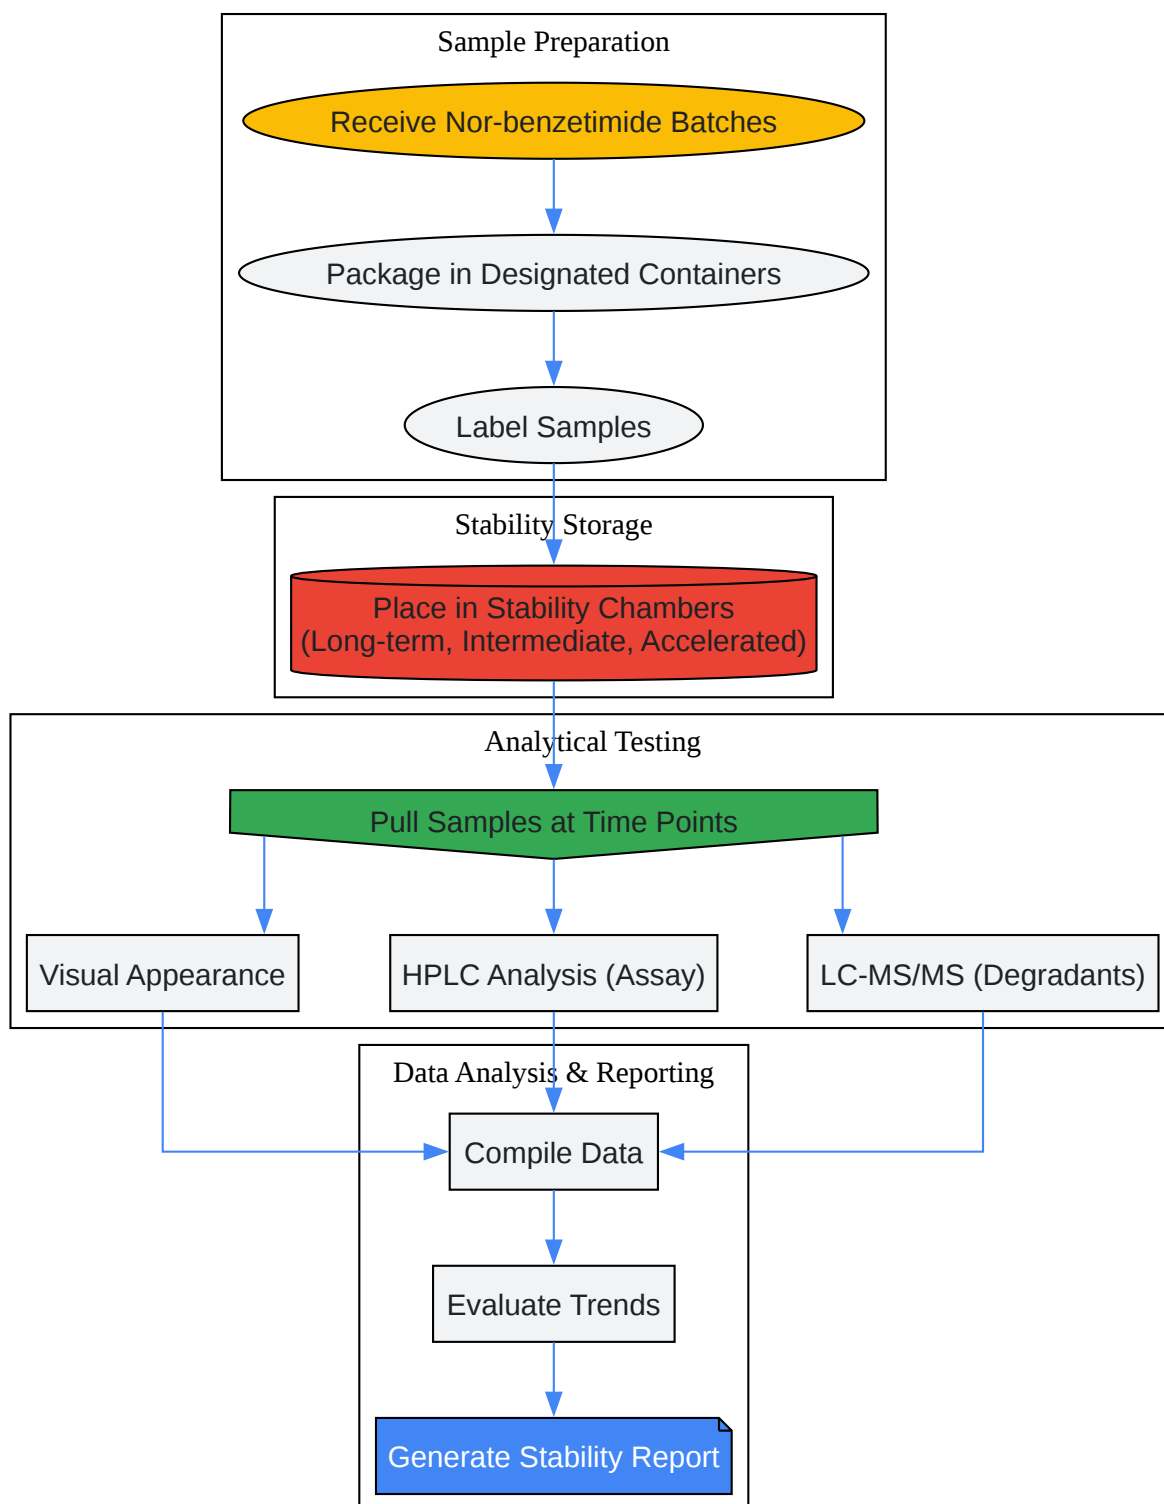 Sample Preparation
Receive Nor-benzetimide Batches
Package in Designated Containers
Label Samples
Stability Storage
Place in Stability Chambers
(Long-term, Intermediate, Accelerated)
Analytical Testing
Pull Samples at Time Points
Visual Appearance
HPLC Analysis (Assay)
LC-MS/MS (Degradants)
Data Analysis & Reporting
Compile Data
Evaluate Trends
Generate Stability Report